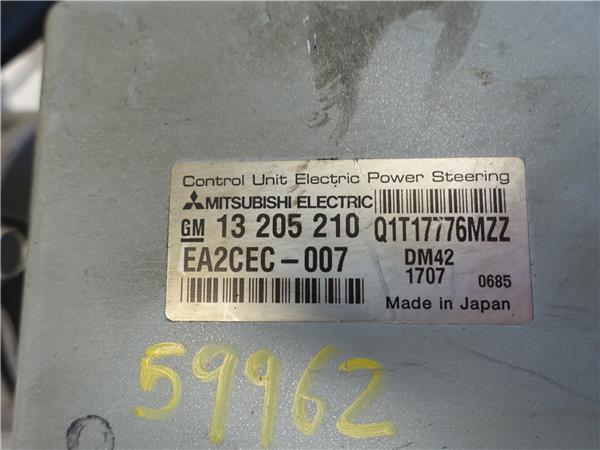 Control Unit Electric Power Steering
MITSUBISHI ELECTRIC
GM 13 205 210 Q1T17776MZZ
EA2CEC-007 DM42
1707 0685
Made in Japan
59962